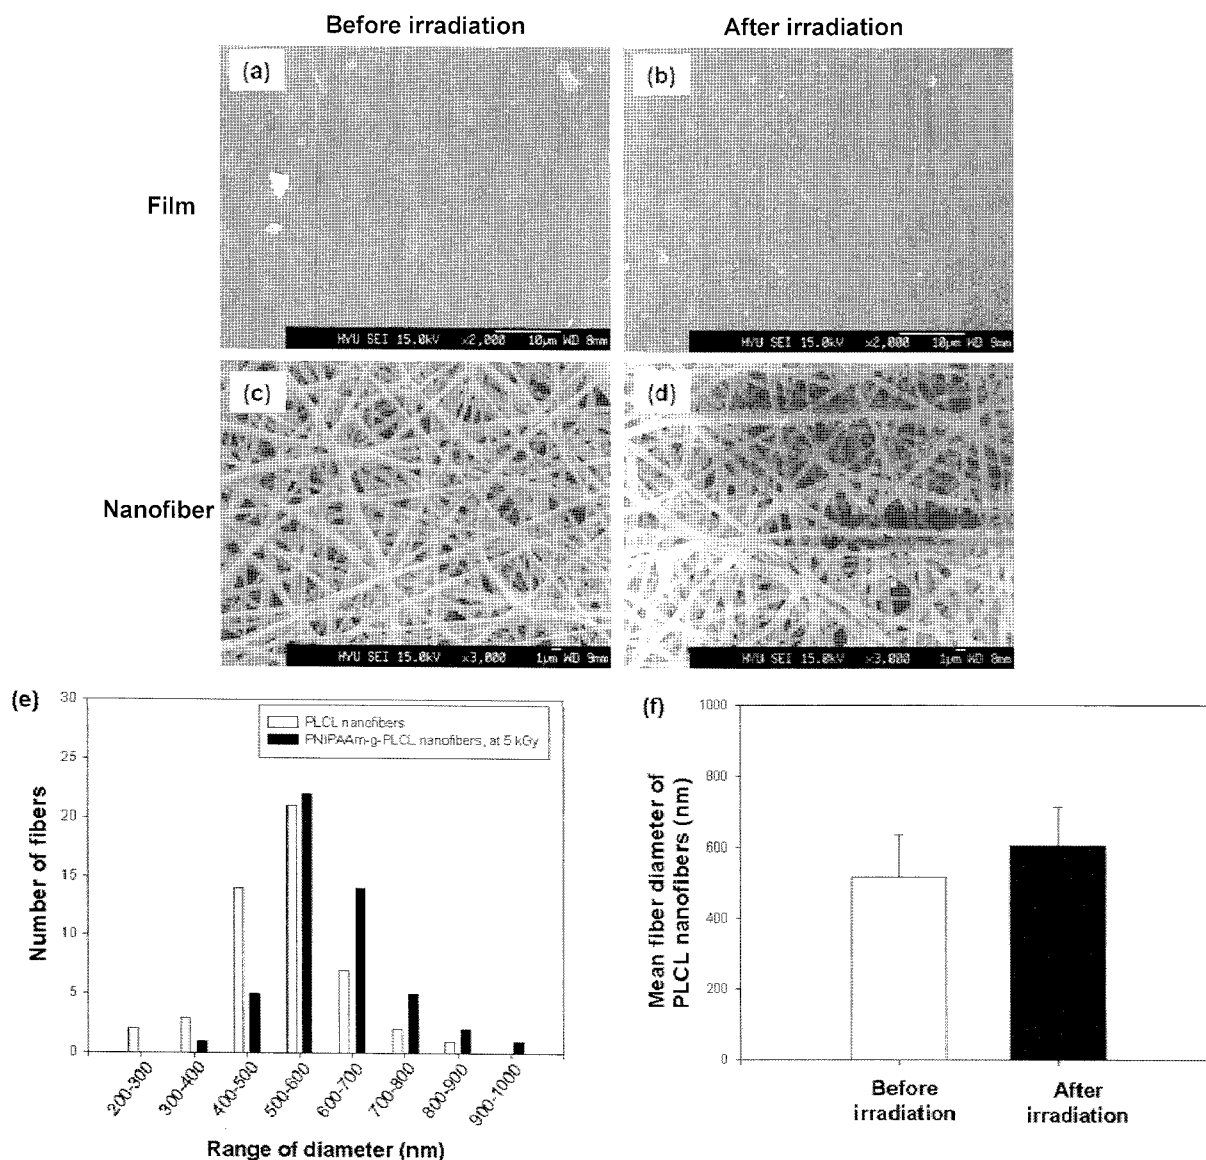 Before irradiation
After irradiation
(a)
(b)
Film
HYU SEI 15.0kV ×2,000 10μm WD 8mm
HYU SEI 15.0kV ×2,000 10μm WD 9mm
(c)
(d)
Nanofiber
HYU SEI 15.0kV ×3,000 1μm WD 9mm
HYU SEI 15.0kV ×3,000 1μm WD 8mm
(e)
30
25
20
15
10
5
0
Number of fibers
PLCL nanofibers
PNIPAAm-g-PLCL nanofibers, at 5 kGy
200-300
300-400
400-500
500-600
600-700
700-800
800-900
900-1000
Range of diameter (nm)
(f)
1000
800
600
400
200
0
Mean fiber diameter of
PLCL nanofibers (nm)
Before
irradiation
After
irradiation